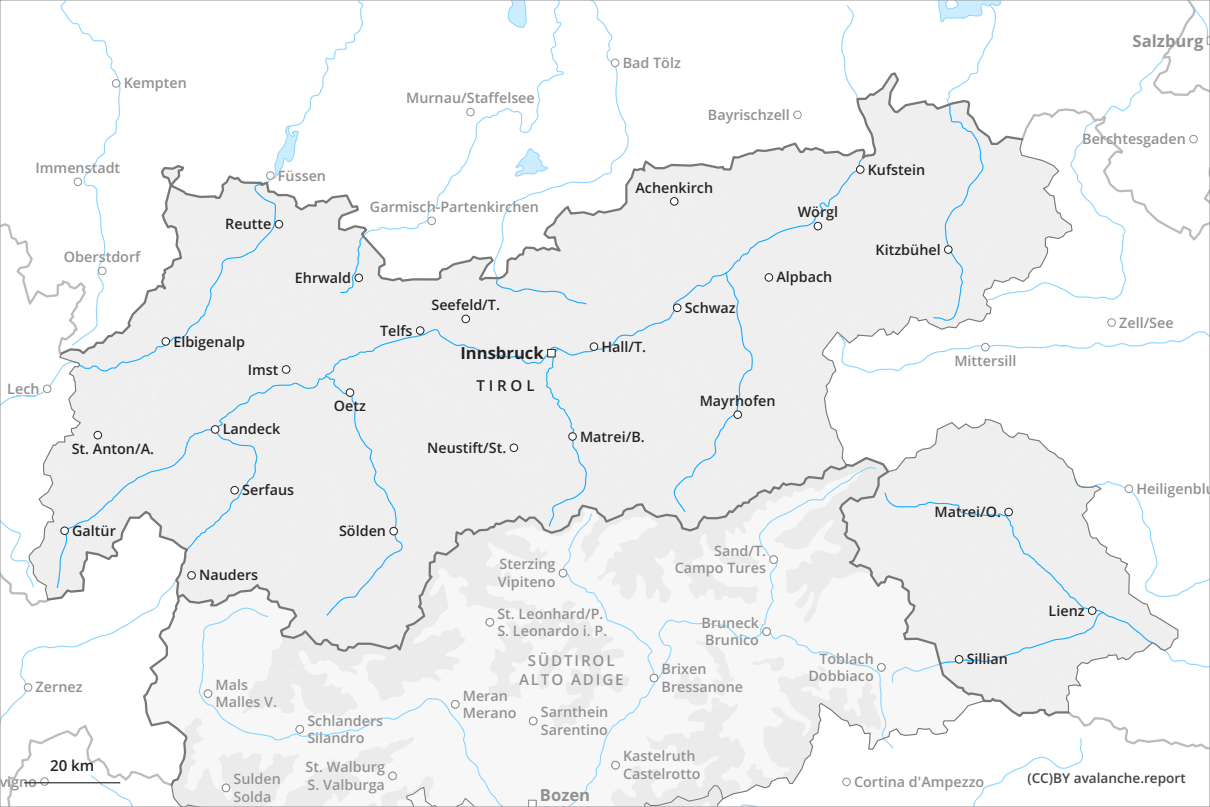 Salzburg
Bad Tölz
Kempten
Murnau/Staffelsee
Bayrischzell
Berchtesgaden
Immenstadt
Füssen
Kufstein
Achenkirch
Garmisch-Partenkirchen
Wörgl
Reutte
Kitzbühel
Oberstdorf
Ehrwald
Alpbach
Seefeld/T.
Schwaz
Zell/See
Telfs
Elbigenalp
Innsbruck
Hall/T.
Mittersill
Imst
TIROL
Lech
Oetz
Mayrhofen
Landeck
Matrei/B.
St. Anton/A.
Neustift/St.
Serfaus
Heiligenblu
Matrei/O.
Galtür
Sölden
Sand/T.
Campo Tures
Sterzing
Vipiteno
Nauders
Lienz
St. Leonhard/P.
S. Leonardo i. P.
Bruneck
Brunico
SÜDTIROL
ALTO ADIGE
Sillian
Toblach
Dobbiaco
Brixen
Bressanone
Zernez
Mals
Malles V.
Meran
Merano
Sarnthein
Sarentino
Schlanders
Silandro
Kastelruth
Castelrotto
St. Walburg
S. Valburga
20 km
vigno
Sulden
Solda
Cortina d'Ampezzo
(CC)BY avalanche.report
Bozen